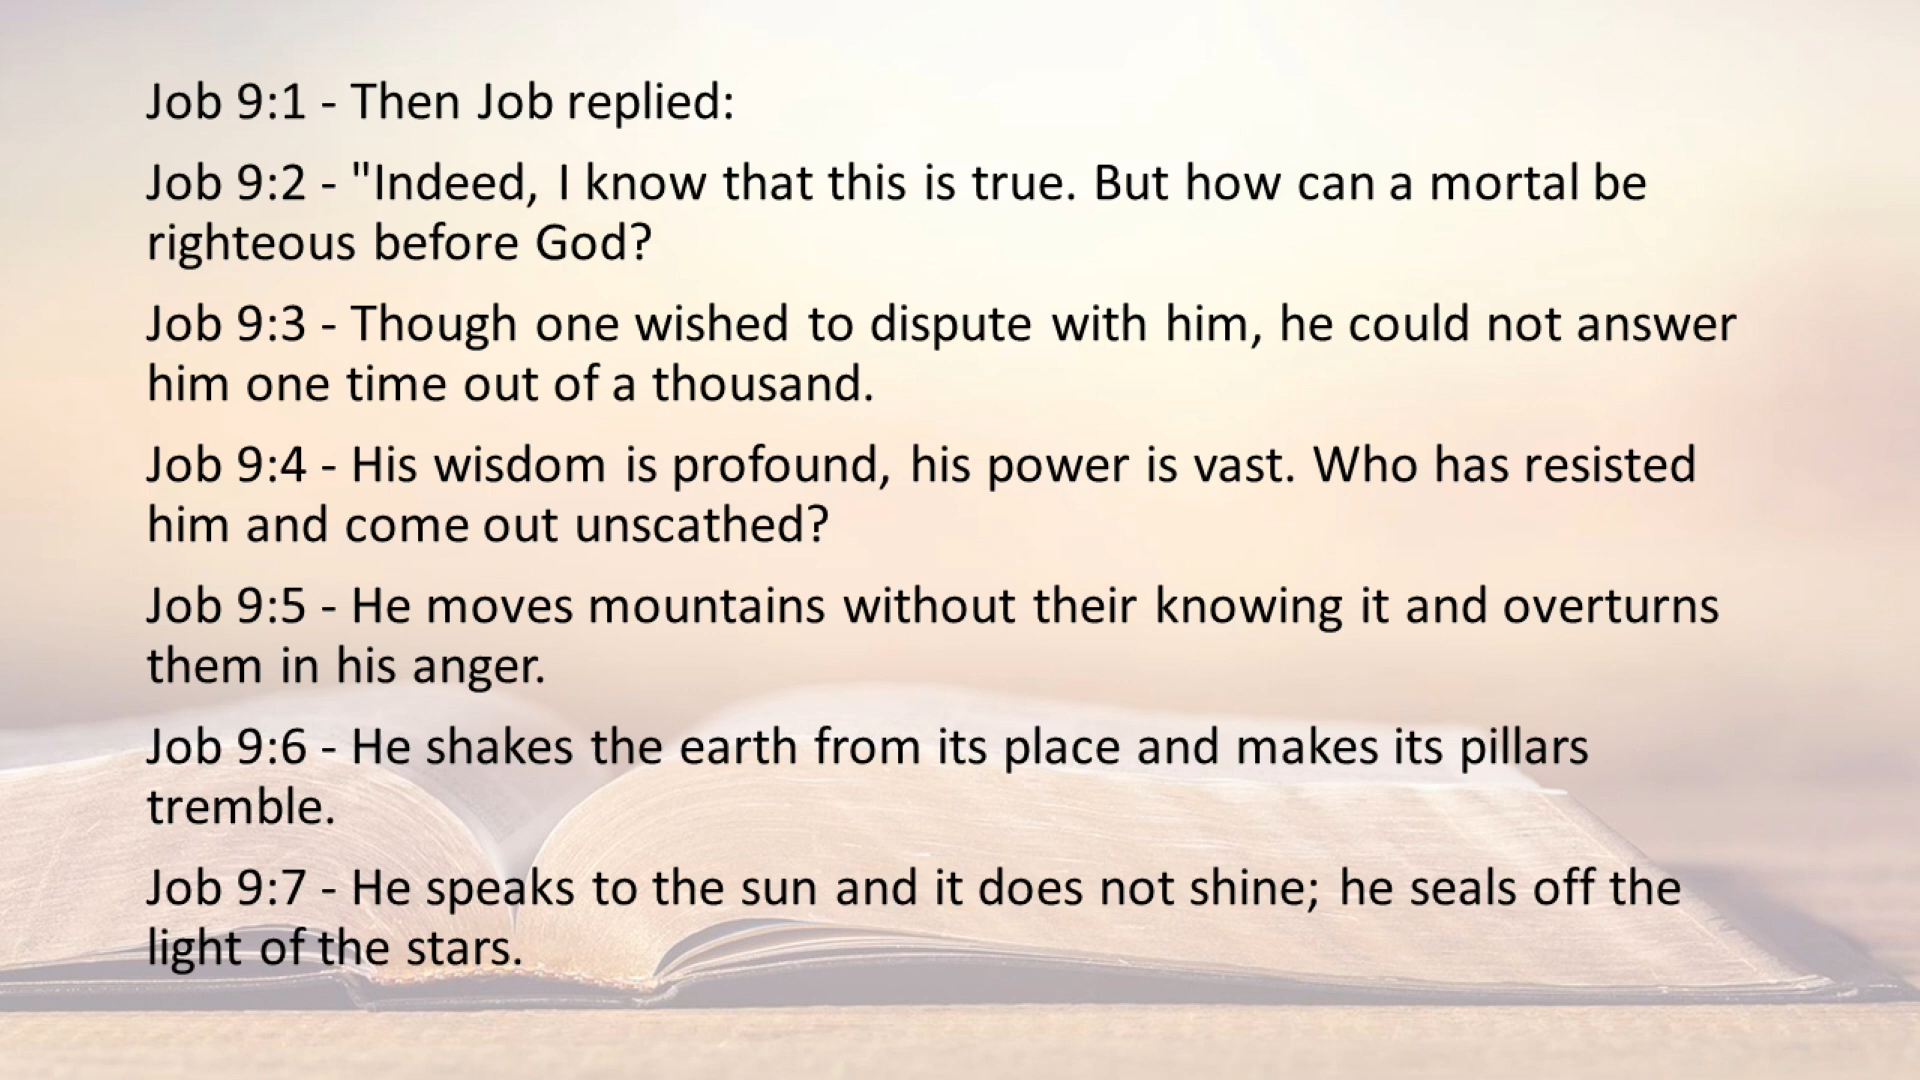 Job 9:1 - Then Job replied:
Job 9:2 - "Indeed, I know that this is true. But how can a mortal be
righteous before God?
Job 9:3 - Though one wished to dispute with him, he could not answer
him one time out of a thousand.
Job 9:4 - His wisdom is profound, his power is vast. Who has resisted
him and come out unscathed?
Job 9:5 - He moves mountains without their knowing it and overturns
them in his anger.
Job 9:6 - He shakes the earth from its place and makes its pillars
tremble.
Job 9:7 - He speaks to the sun and it does not shine; he seals off the
light of the stars.